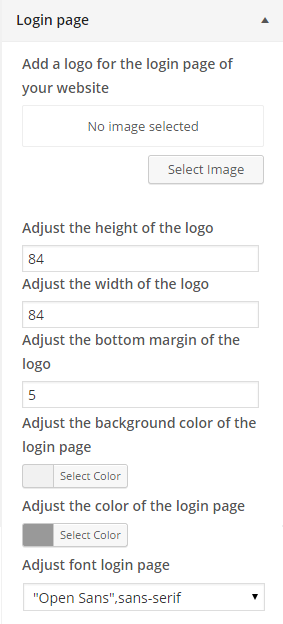 Login page
Add a logo for the login page of
your website
No image selected
Select Image
Adjust the height of the logo
84
Adjust the width of the logo
84
Adjust the bottom margin of the
logo
5
Adjust the background color of the
login page
Select Color
Adjust the color of the login page
Select Color
Adjust font login page
"Open Sans",sans-serif